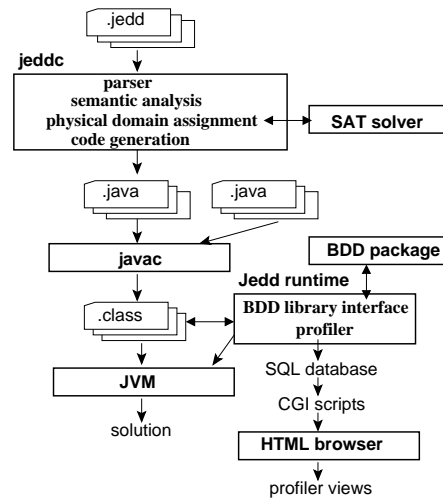 .jedd
jeddc
parser
semantic analysis
physical domain assignment
code generation
SAT solver
.java
.java
javac
BDD package
Jedd runtime
.class
BDD library interface
profiler
JVM
SQL database
CGI scripts
solution
HTML browser
profiler views